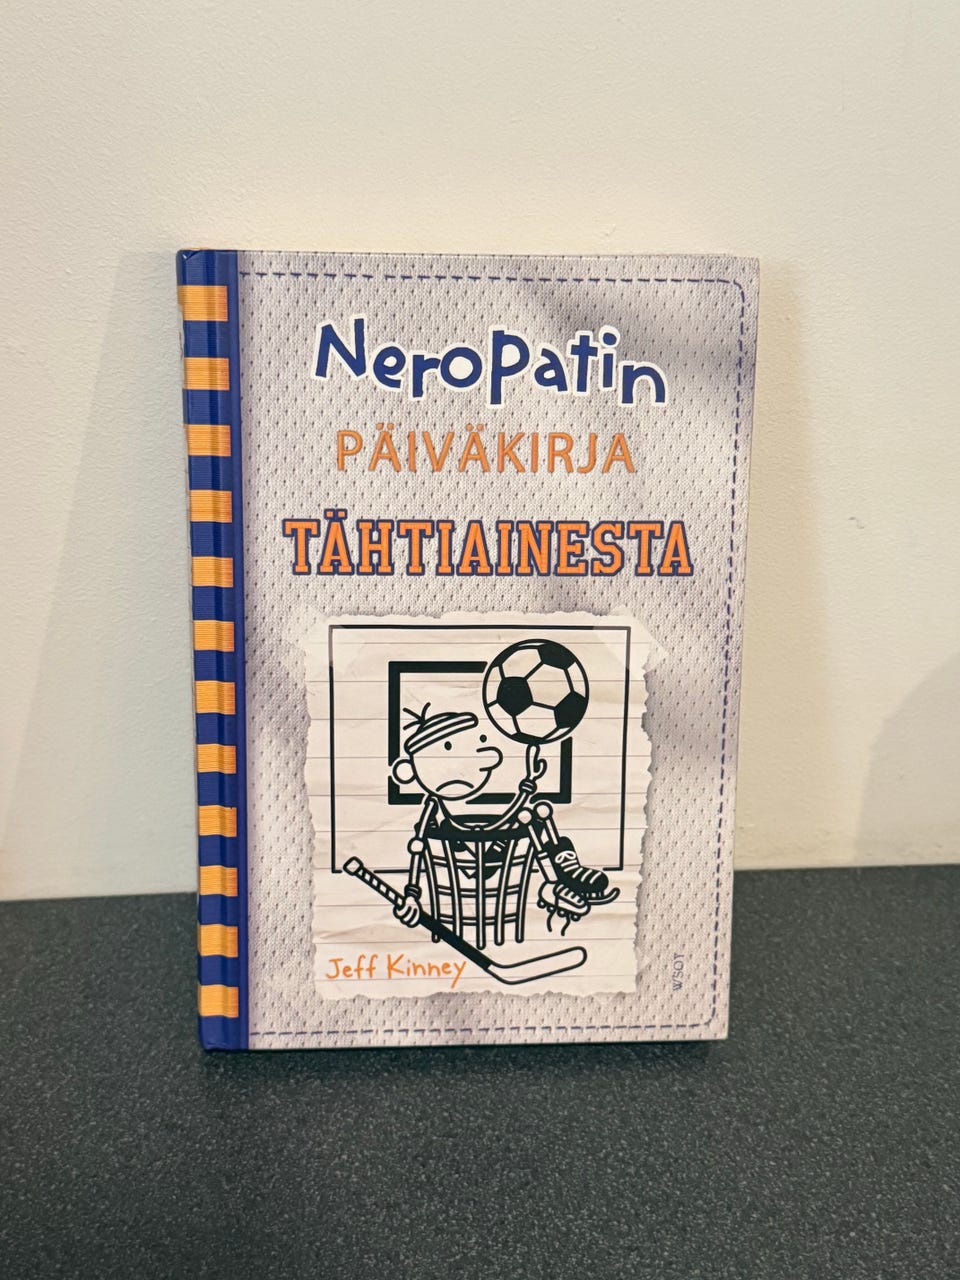 Neropatin
PÄIVÄKIRJA
TÄHTIAINESTA
Jeff Kinney
WSOY